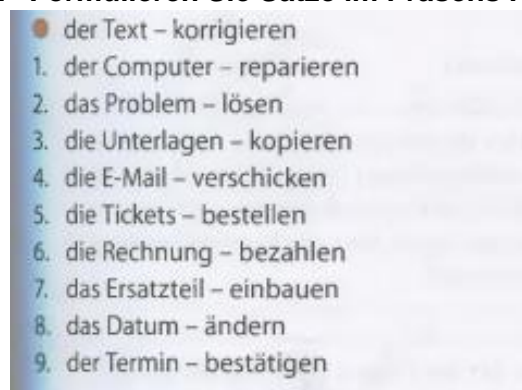 der Text – korrigieren
1. der Computer – reparieren
2. das Problem – lösen
3. die Unterlagen – kopieren
4. die E-Mail – verschicken
5. die Tickets – bestellen
6. die Rechnung – bezahlen
7. das Ersatzteil – einbauen
8. das Datum – ändern
9. der Termin – bestätigen